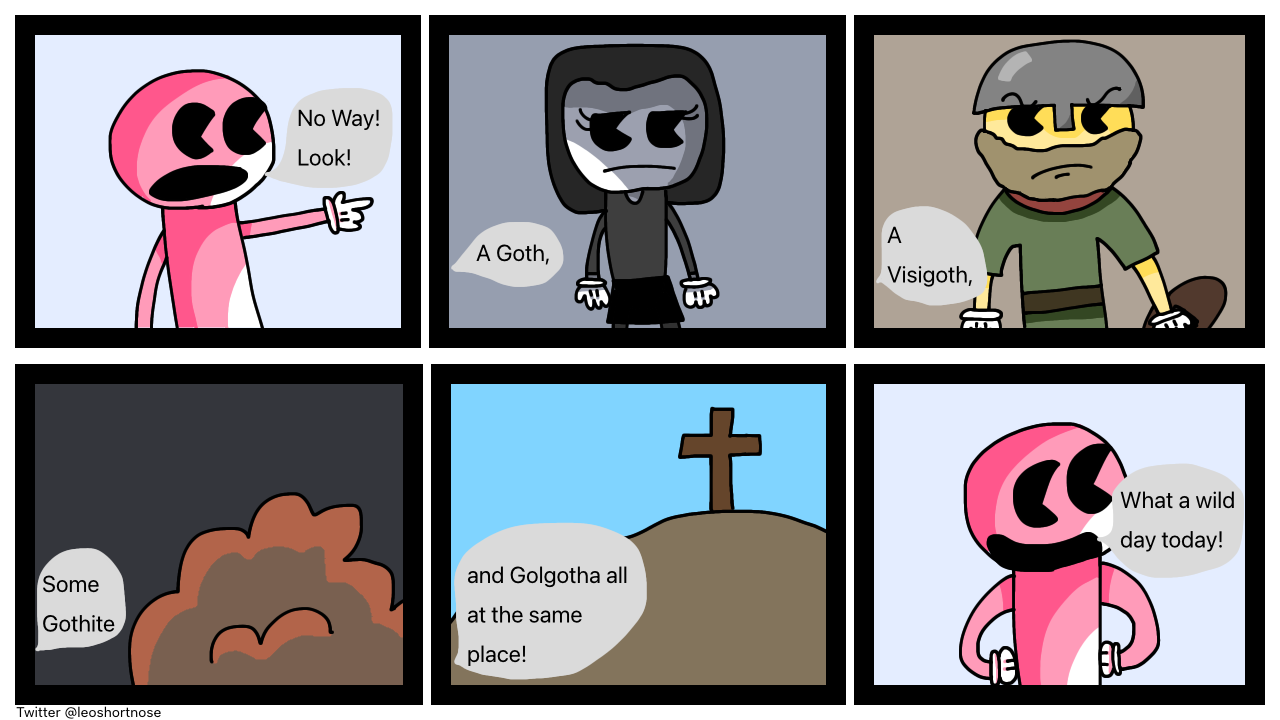 No Way!
Look!
A Goth,
A
Visigoth,
Some
Gothite
and Golgotha all
at the same
place!
What a wild
day today!
Twitter @leoshortnose